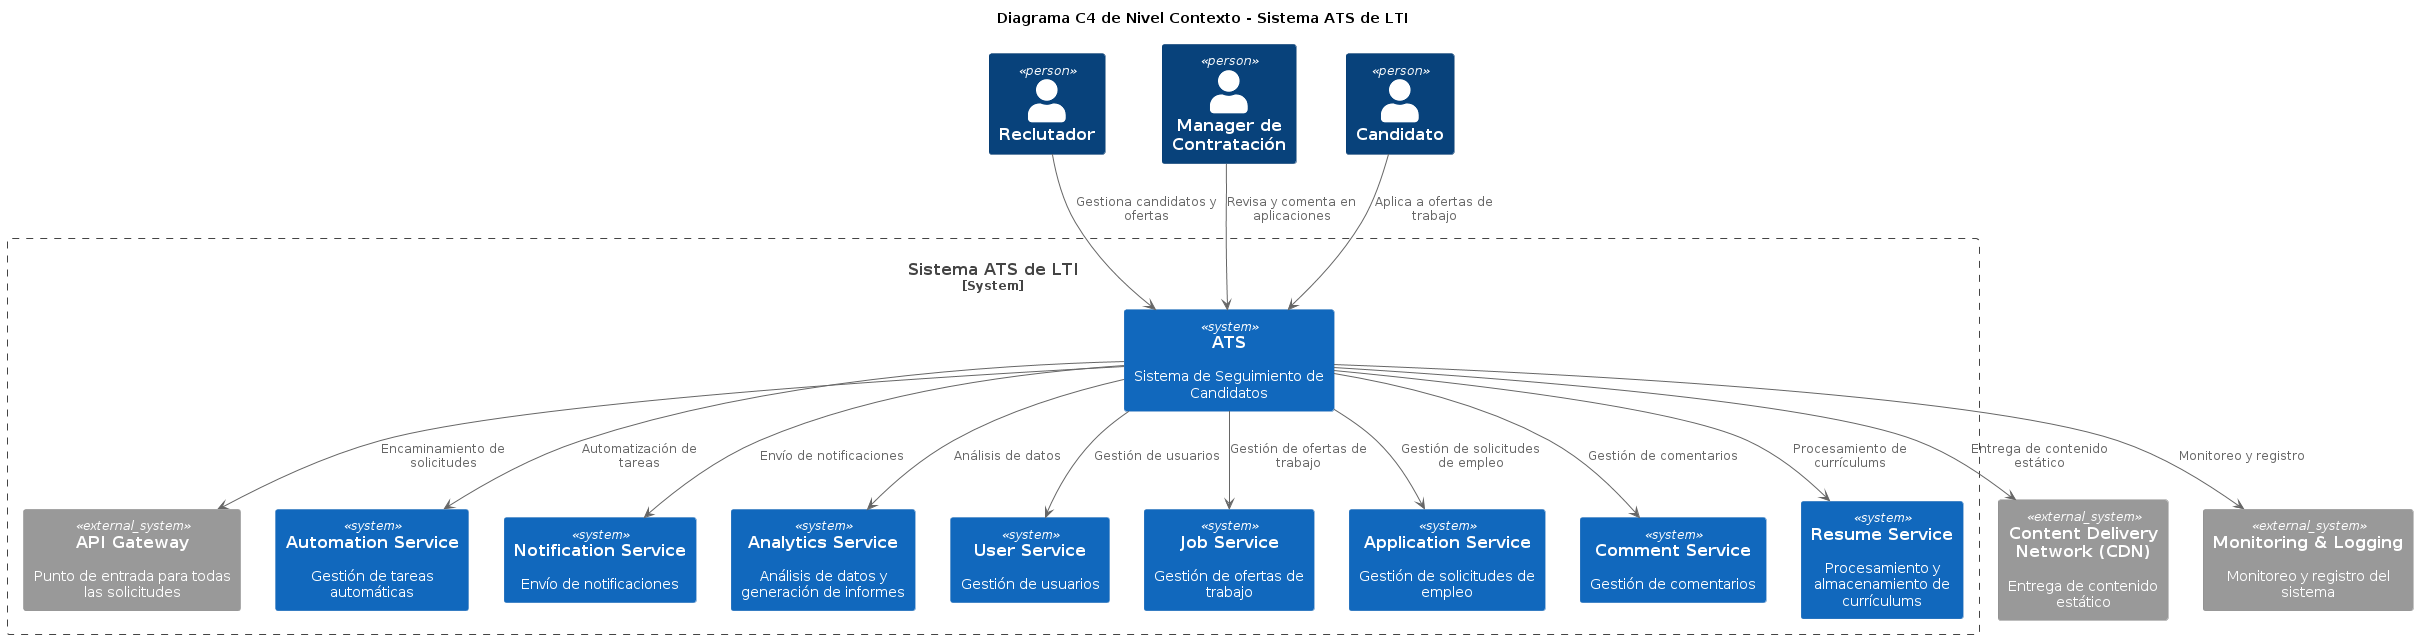 Diagrama C4 de Nivel Contexto - Sistema ATS de LTI
«person»
Reclutador
«person»
Manager de
Contratación
«person»
Candidato
Gestiona candidatos y
ofertas
Revisa y comenta en
aplicaciones
Aplica a ofertas de
trabajo
Sistema ATS de LTI
[System]
«system»
ATS
Sistema de Seguimiento de
Candidatos
Encaminamiento de
solicitudes
Automatización de
tareas
Envío de notificaciones
Análisis de datos
Gestión de usuarios
Gestión de ofertas de
trabajo
Gestión de solicitudes
de empleo
Gestión de comentarios
Procesamiento de
currículums
Entrega de contenido
estático
Monitoreo y registro
«external_system»
API Gateway
Punto de entrada para todas
las solicitudes
«system»
Automation Service
Gestión de tareas
automáticas
«system»
Notification Service
Envío de notificaciones
«system»
Analytics Service
Análisis de datos y
generación de informes
«system»
User Service
Gestión de usuarios
«system»
Job Service
Gestión de ofertas de
trabajo
«system»
Application Service
Gestión de solicitudes de
empleo
«system»
Comment Service
Gestión de comentarios
«system»
Resume Service
Procesamiento y
almacenamiento de
currículums
«external_system»
Content Delivery
Network (CDN)
Entrega de contenido
estático
«external_system»
Monitoring & Logging
Monitoreo y registro del
sistema